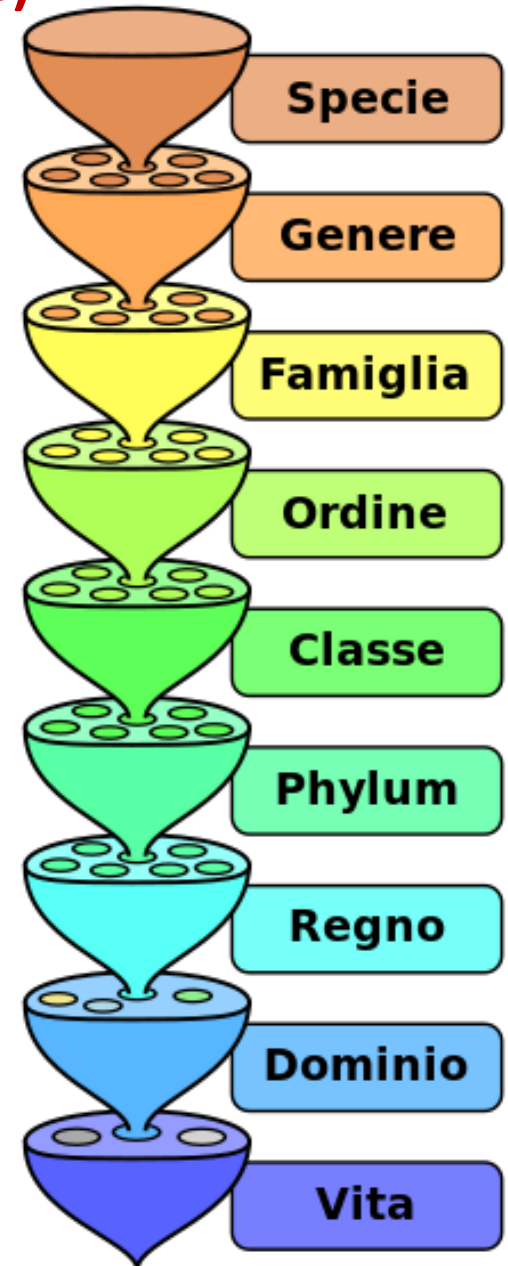 Specie
Genere
Famiglia
Ordine
Classe
Phylum
Regno
Dominio
Vita